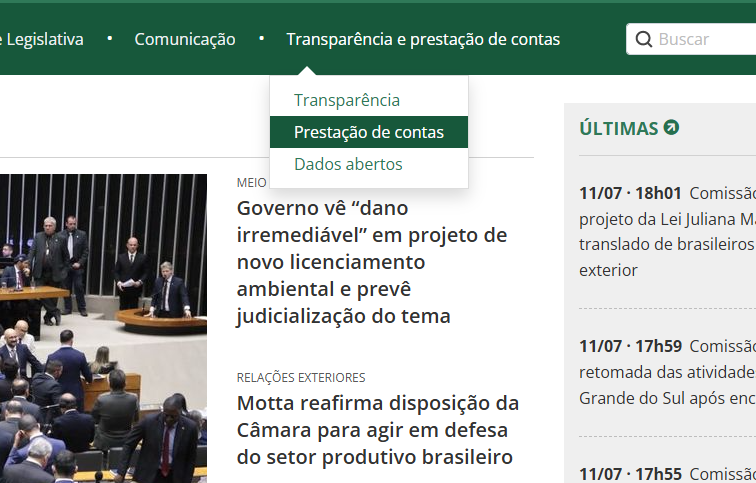 e Legislativa • Comunicação • Transparência e prestação de contas
Buscar
Transparência
Prestação de contas
Dados abertos
MEIO
Governo vê “dano
irremediável” em projeto de
novo licenciamento
ambiental e prevê
judicialização do tema
RELAÇÕES EXTERIORES
Motta reafirma disposição da
Câmara para agir em defesa
do setor produtivo brasileiro
ÚLTIMAS
11/07 · 18h01 Comissão
projeto da Lei Juliana Ma
translado de brasileiros
exterior
11/07 · 17h59 Comissão
retomada das atividade
Grande do Sul após enc
11/07 · 17h55 Comissão